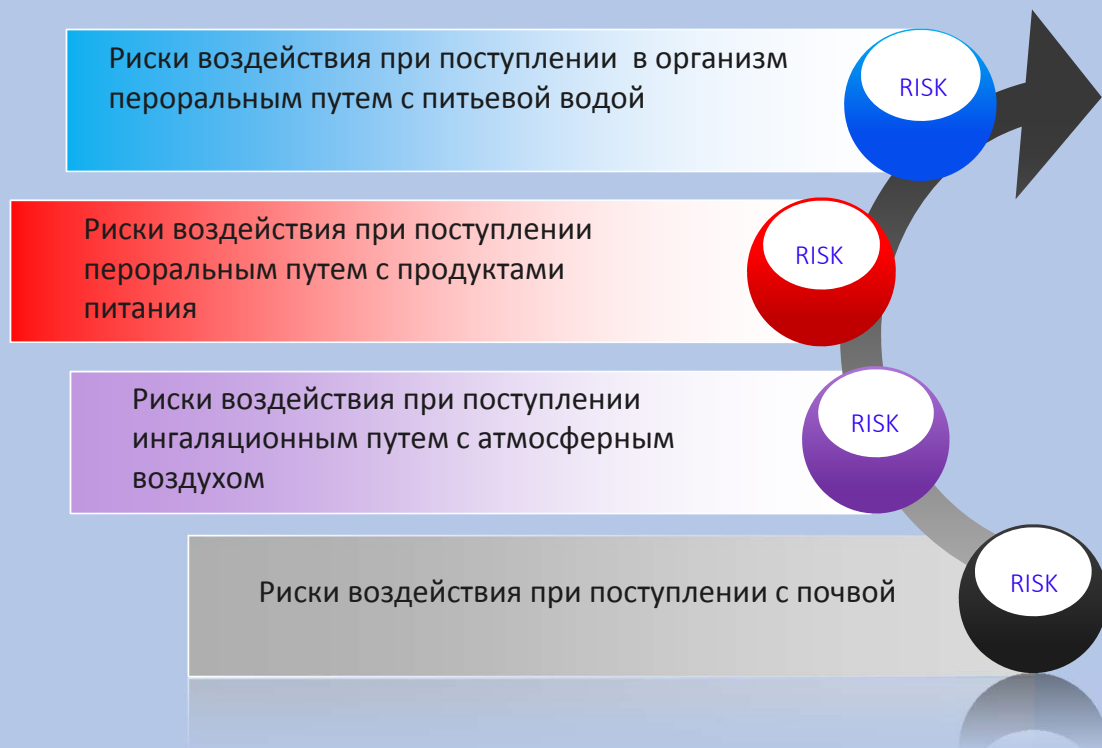 Риски воздействия при поступлении в организм
пероральным путем с питьевой водой
RISK
Риски воздействия при поступлении
пероральным путем с продуктами
питания
RISK
Риски воздействия при поступлении
ингаляционным путем с атмосферным
воздухом
RISK
Риски воздействия при поступлении с почвой
RISK